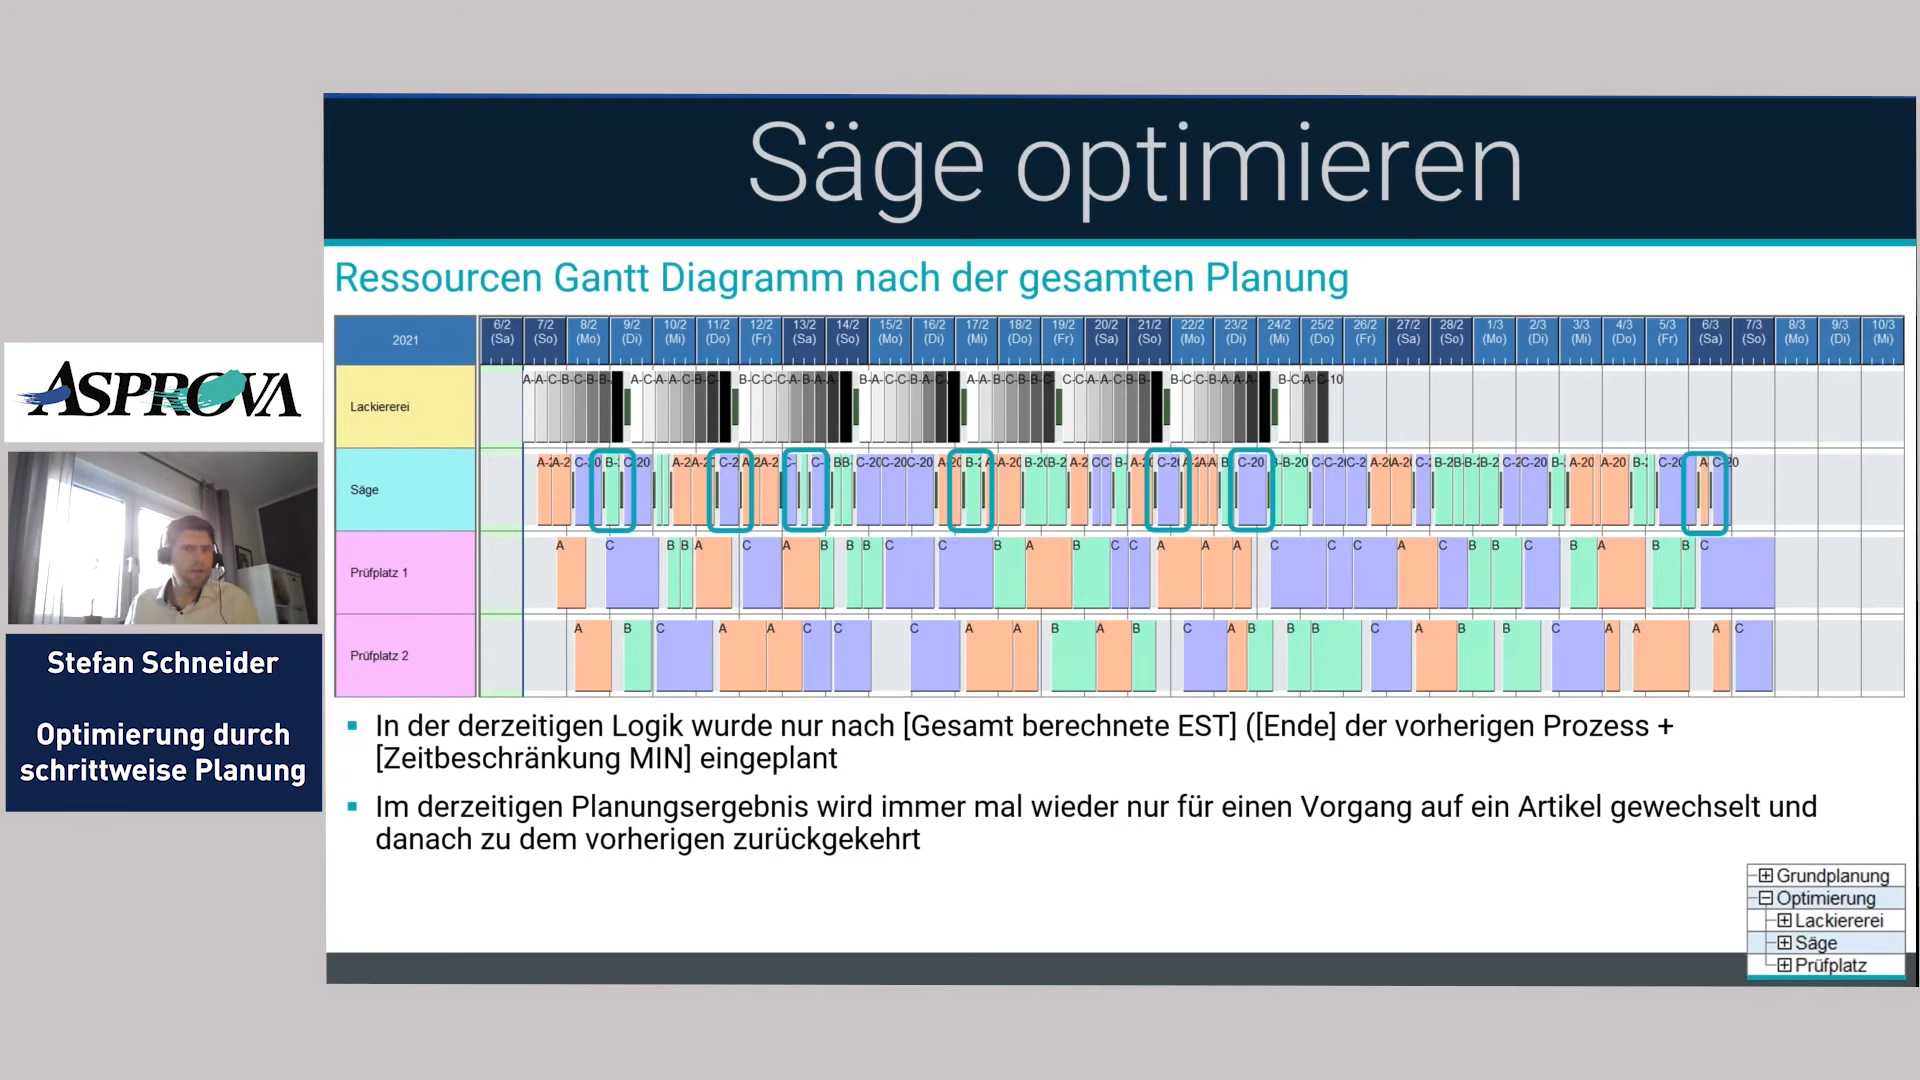 Säge optimieren
Ressourcen Gantt Diagramm nach der gesamten Planung
2021
6/2 7/2 8/2 9/2 10/2 11/2 12/2 13/2 14/2 15/2 16/2 17/2 18/2 19/2 20/2 21/2 22/2 23/2 24/2 25/2 26/2 27/2 28/2 1/3 2/3 3/3 4/3 5/3 6/3 7/3 8/3 9/3 10/3
(Sa) (So) (Mo) (Di) (Mi) (Do) (Fr) (Sa) (So) (Mo) (Di) (Mi) (Do) (Fr) (Sa) (So) (Mo) (Di) (Mi) (Do) (Fr) (Sa) (So) (Mo) (Di) (Mi) (Do) (Fr) (Sa) (So) (Mo) (Di) (Mi)
Lackiererei
Säge
Prüfplatz 1
A C B B A C A B B B C C B A B C C A A A C C C A C B B C B A B B C
Prüfplatz 2
A B C A A C C C A A B A B C A B B B C A B B C A A A C
In der derzeitigen Logik wurde nur nach [Gesamt berechnete EST] ([Ende] der vorherigen Prozess +
[Zeitbeschränkung MIN] eingeplant
Im derzeitigen Planungsergebnis wird immer mal wieder nur für einen Vorgang auf ein Artikel gewechselt und
danach zu dem vorherigen zurückgekehrt
Grundplanung
Optimierung
Lackiererei
Säge
Prüfplatz
ASPROVA
Stefan Schneider
Optimierung durch
schrittweise Planung